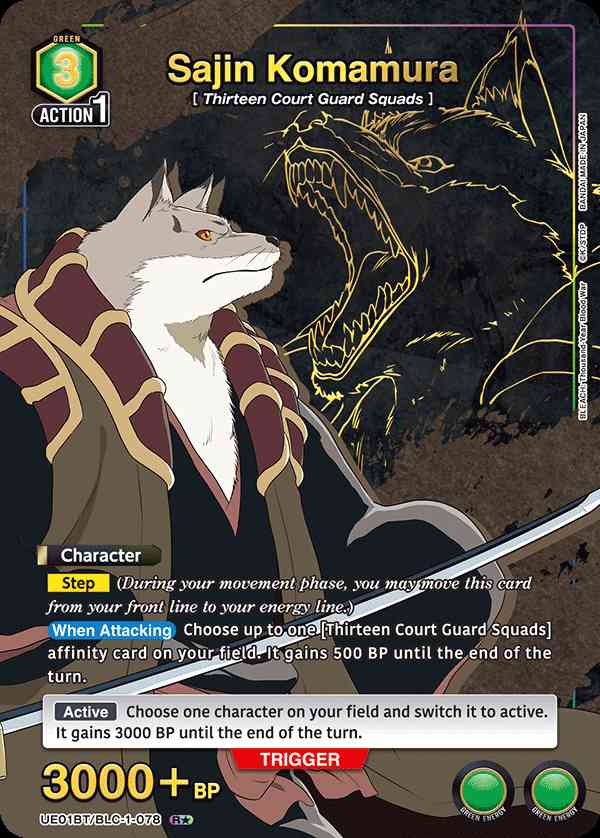 GREEN
3
ACTION 1
Sajin Komamura
[ Thirteen Court Guard Squads ]
BLEACH: Thousand-Year Blood War ©K/STDP BANDAI MADE IN JAPAN
Character
Step (During your movement phase, you may move this card
from your front line to your energy line.)
When Attacking Choose up to one [Thirteen Court Guard Squads]
affinity card on your field. It gains 500 BP until the end of the
turn.
Active Choose one character on your field and switch it to active.
It gains 3000 BP until the end of the turn.
TRIGGER
3000+ BP
UE01BT/BLC-1-078 R★
GREEN ENERGY
GREEN ENERGY